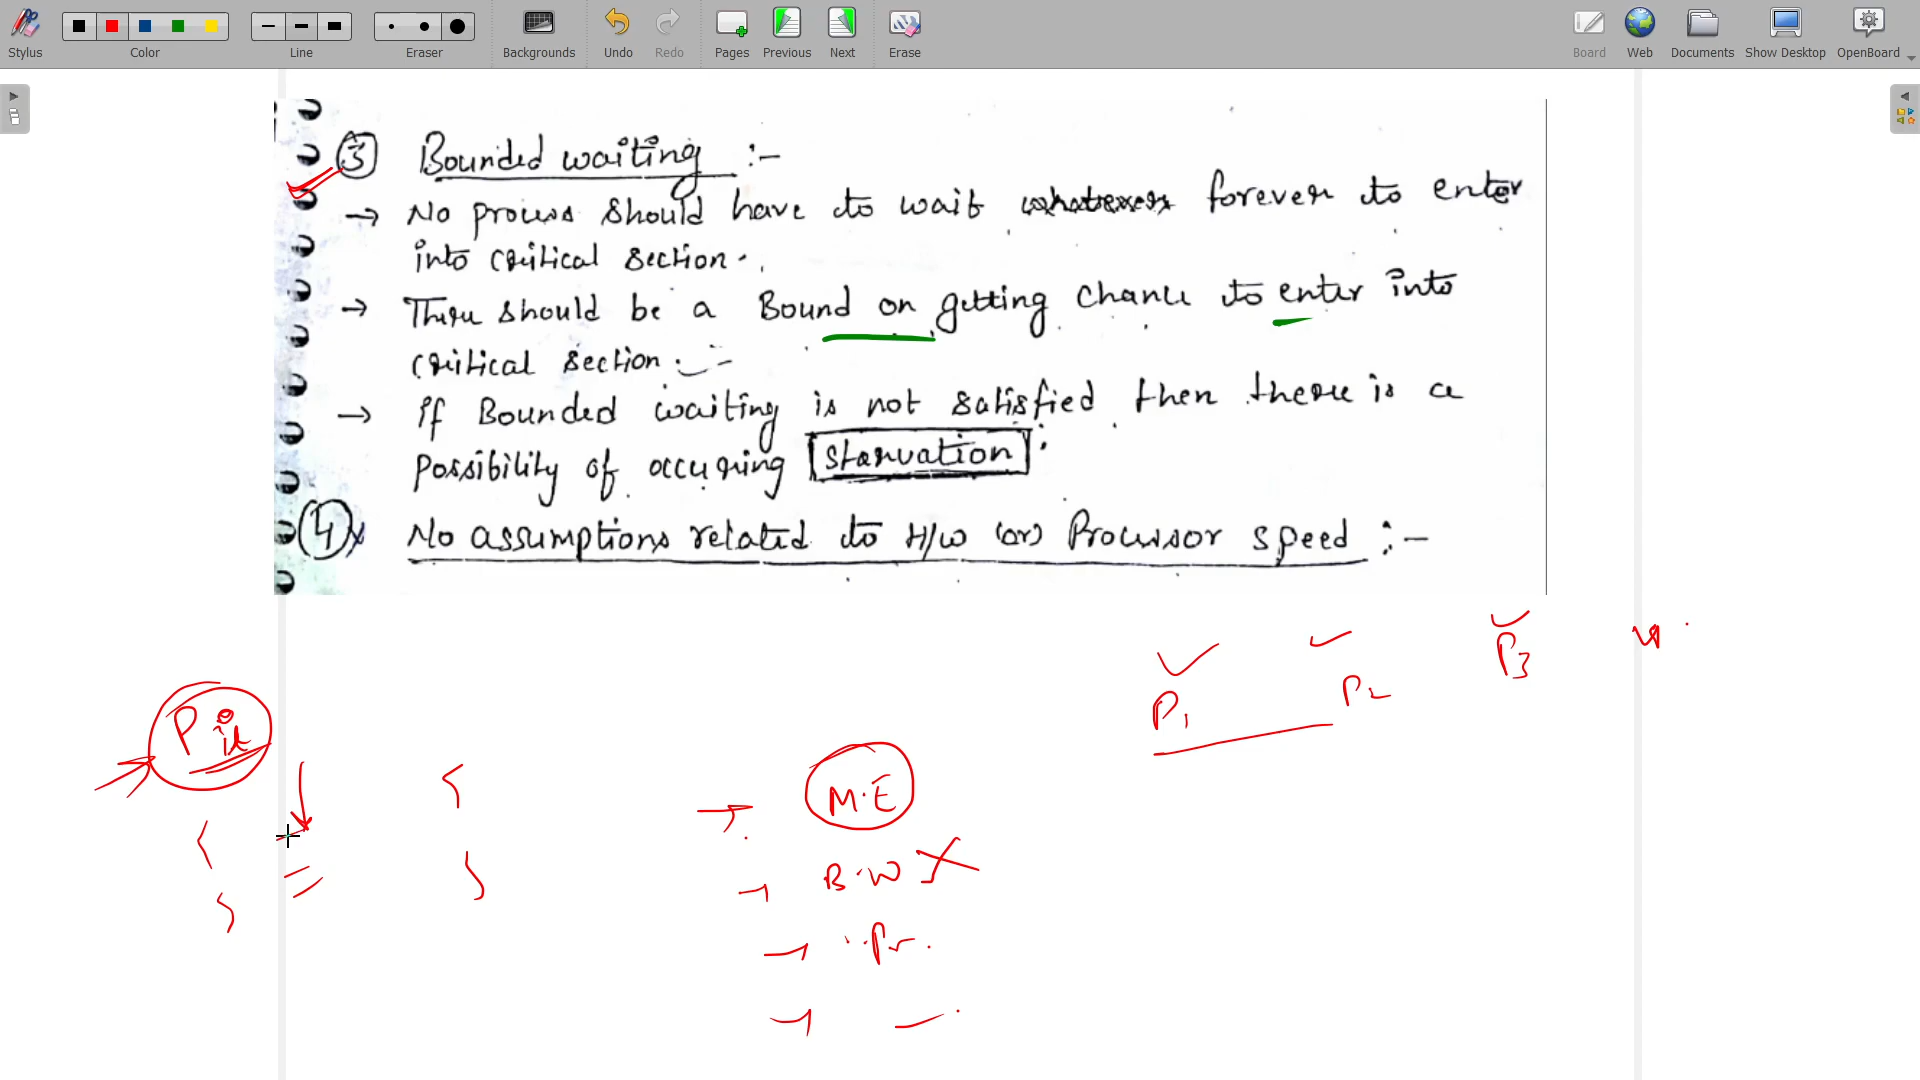 Stylus
Color
Line
Eraser
Backgrounds
Undo
Redo
Pages
Previous
Next
Erase
Board
Web
Documents
Show Desktop
OpenBoard
③ Bounded waiting :-
→ No process should have to wait forever to enter
into critical section.
→ There should be a Bound on getting chance to enter into
critical section. -
→ If Bounded waiting is not satisfied then there is a
possibility of occuring starvation :
④ No assumptions related to H/W (or) Processor speed :-
P1 P2 P3
P
→ M.E
→ B.W
→ Pr.
→ -